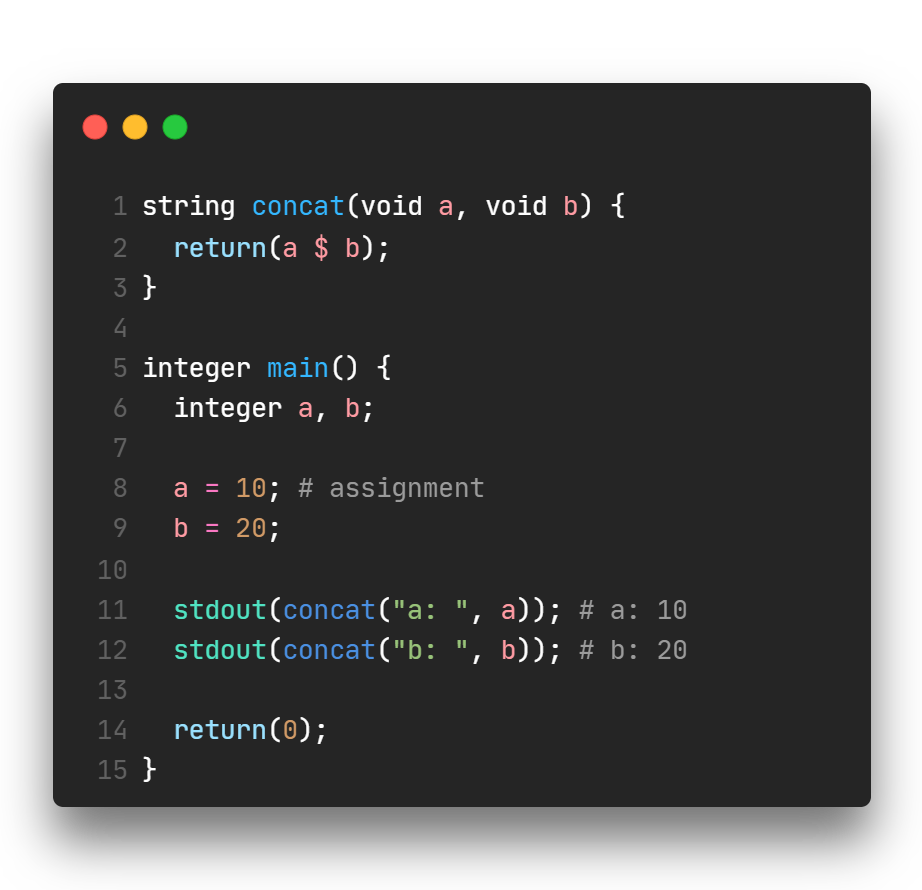 1 string concat(void a, void b) {
2   return(a $ b);
3 }
4
5 integer main() {
6   integer a, b;
7
8   a = 10; # assignment
9   b = 20;
10
11   stdout(concat("a: ", a)); # a: 10
12   stdout(concat("b: ", b)); # b: 20
13
14   return(0);
15 }